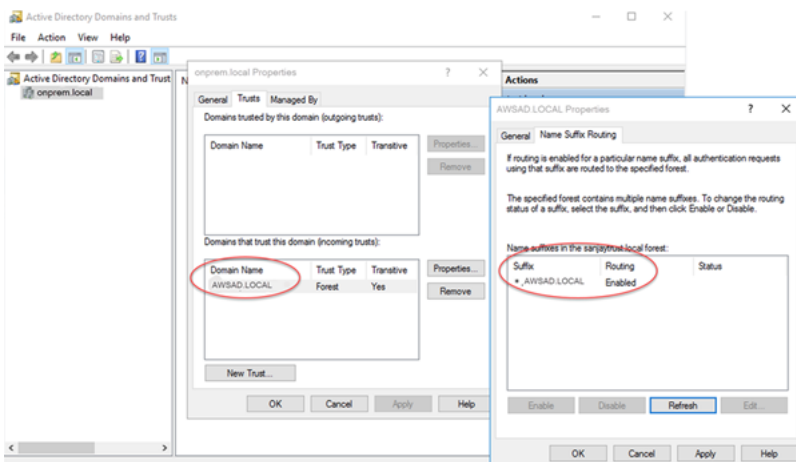 Active Directory Domains and Trusts
File Action View Help
Active Directory Domains and Trust
onprem.local
N
onprem.local Properties
? ×
General Trusts Managed By
Domains trusted by this domain (outgoing trusts):
Domain Name Trust Type Transitive
Properties...
Remove
Domains that trust this domain (incoming trusts):
Domain Name Trust Type Transitive
AWSAD.LOCAL Forest Yes
Properties...
Remove
New Trust...
OK Cancel Apply Help
Actions
AWSAD.LOCAL Properties
? ×
General Name Suffix Routing
If routing is enabled for a particular name suffix, all authentication requests
using that suffix are routed to the specified forest.
The specified forest contains multiple name suffixes. To change the routing
status of a suffix, select the suffix, and then click Enable or Disable.
Name suffixes in the sanjaytrust.local forest:
Suffix Routing Status
*.AWSAD.LOCAL Enabled
Enable Disable Refresh Edit...
OK Cancel Apply Help